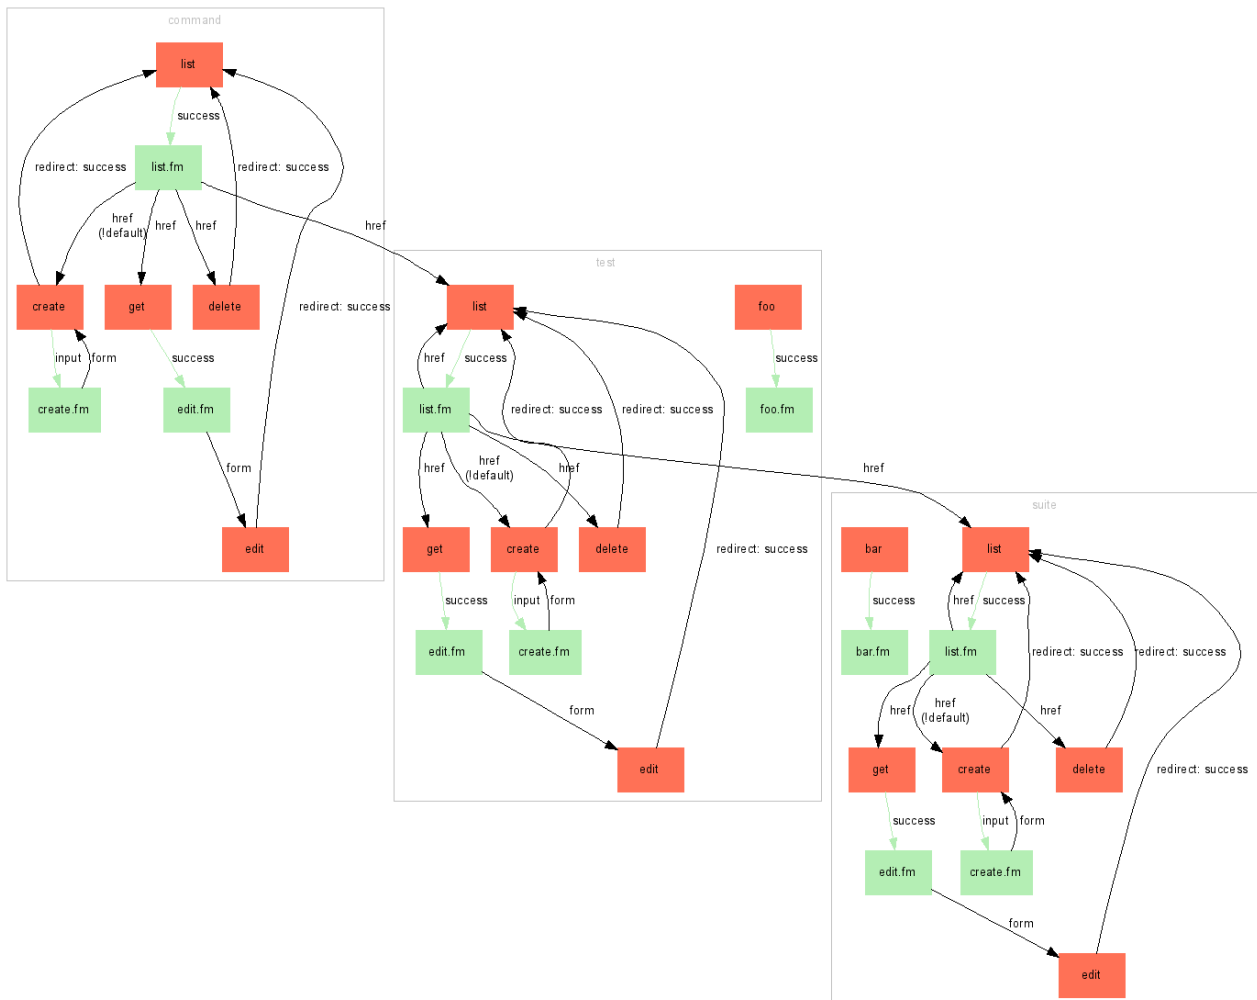 command
list
success
redirect: success
list.fm
redirect: success
href
(!default)
href
href
href
create
get
delete
redirect: success
input
form
success
create.fm
edit.fm
form
edit
test
list
foo
href
success
success
list.fm
redirect: success
redirect: success
foo.fm
href
href
(!default)
href
href
get
create
delete
redirect: success
success
input
form
edit.fm
create.fm
form
edit
suite
bar
list
success
href
success
bar.fm
list.fm
redirect: success
redirect: success
href
href
(!default)
href
get
create
delete
redirect: success
success
input
form
edit.fm
create.fm
form
edit